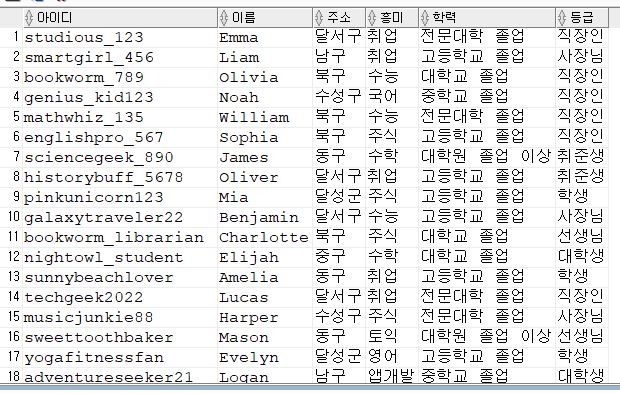 아이디 이름 주소 흥미 학력 등급
1 studious_123 Emma 달서구 취업 전문대학 졸업 직장인
2 smartgirl_456 Liam 남구 취업 고등학교 졸업 사장님
3 bookworm_789 Olivia 북구 수능 대학교 졸업 직장인
4 genius_kid123 Noah 수성구 국어 중학교 졸업 직장인
5 mathwhiz_135 William 북구 수능 전문대학 졸업 직장인
6 englishpro_567 Sophia 북구 주식 고등학교 졸업 직장인
7 sciencegeek_890 James 동구 수학 대학원 졸업 이상 취준생
8 historybuff_5678 Oliver 달서구 취업 고등학교 졸업 취준생
9 pinkunicorn123 Mia 달성군 주식 고등학교 졸업 학생
10 galaxytraveler22 Benjamin 달서구 수능 고등학교 졸업 사장님
11 bookworm_librarian Charlotte 북구 주식 대학교 졸업 선생님
12 nightowl_student Elijah 중구 수학 대학교 졸업 대학생
13 sunnybeachlover Amelia 동구 취업 고등학교 졸업 학생
14 techgeek2022 Lucas 달서구 취업 전문대학 졸업 직장인
15 musicjunkie88 Harper 수성구 주식 전문대학 졸업 사장님
16 sweettoothbaker Mason 동구 토익 대학원 졸업 이상 선생님
17 yogafitnessfan Evelyn 달성군 영어 고등학교 졸업 학생
18 adventureseeker21 Logan 남구 앱개발 중학교 졸업 대학생